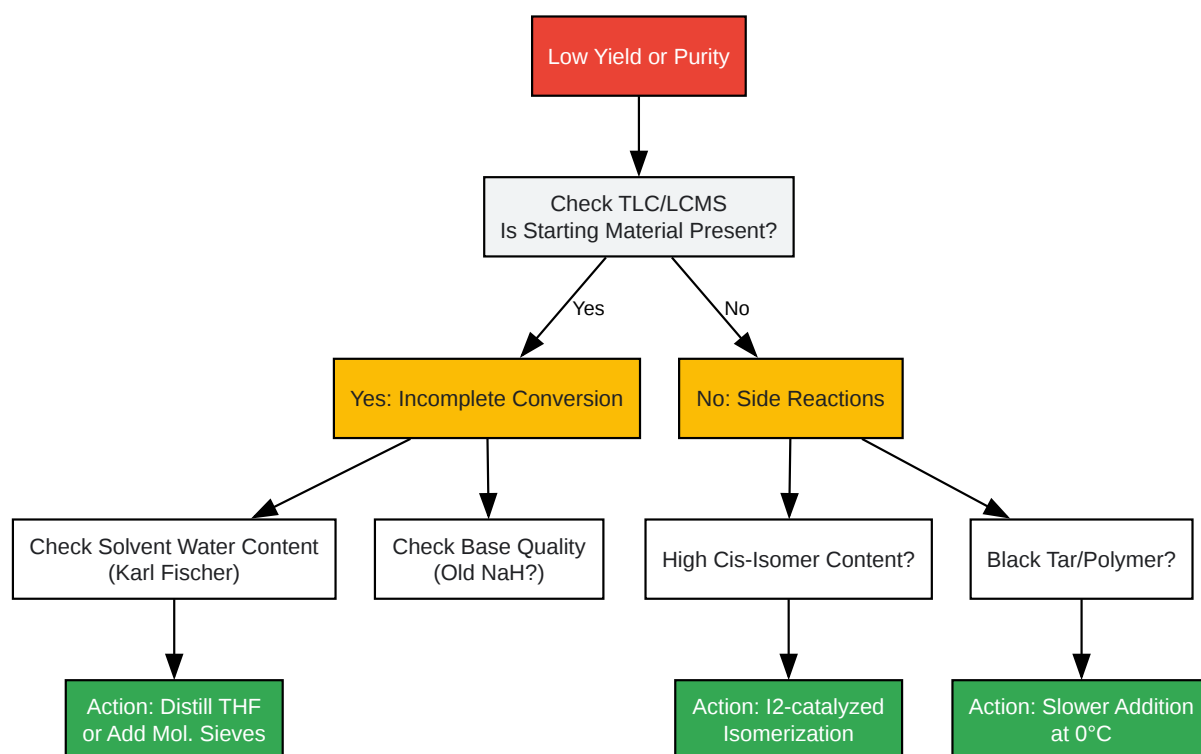 Low Yield or Purity
Check TLC/LCMS
Is Starting Material Present?
Yes
No
Yes: Incomplete Conversion
No: Side Reactions
Check Solvent Water Content
(Karl Fischer)
Check Base Quality
(Old NaH?)
High Cis-Isomer Content?
Black Tar/Polymer?
Action: Distill THF
or Add Mol. Sieves
Action: I2-catalyzed
Isomerization
Action: Slower Addition
at 0°C